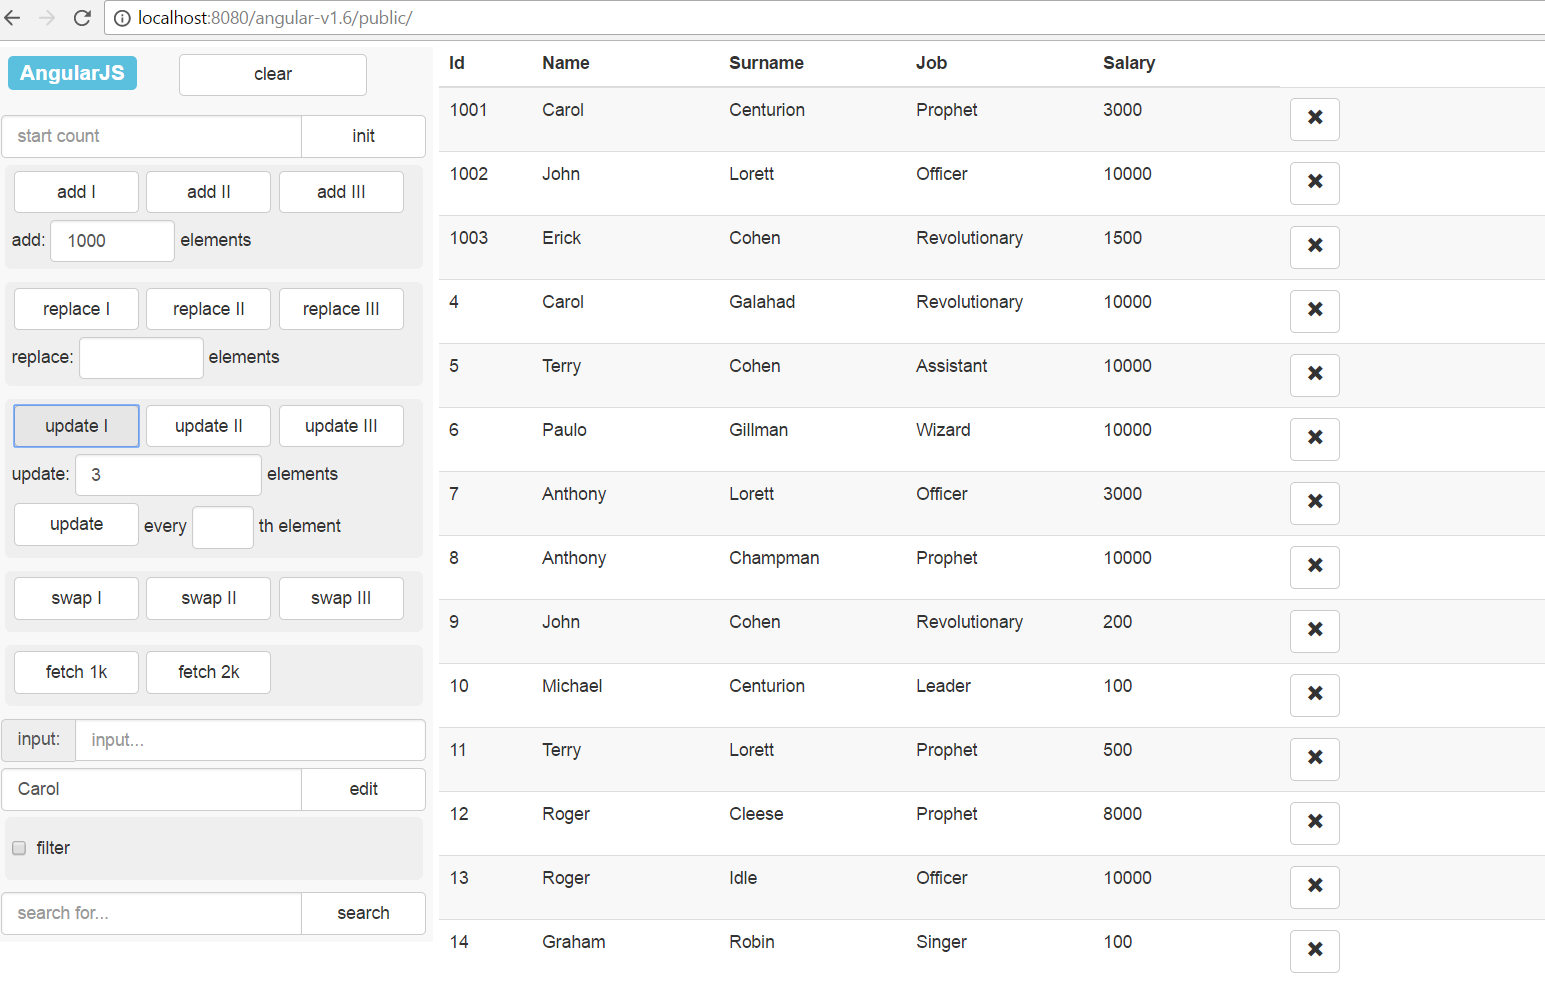 localhost:8080/angular-v1.6/public/
AngularJS clear
start count init
add I add II add III
add: 1000 elements
replace I replace II replace III
replace: elements
update I update II update III
update: 3 elements
update every th element
swap I swap II swap III
fetch 1k fetch 2k
input: input...
Carol edit
filter
search for... search
Id Name Surname Job Salary
1001 Carol Centurion Prophet 3000
1002 John Lorett Officer 10000
1003 Erick Cohen Revolutionary 1500
4 Carol Galahad Revolutionary 10000
5 Terry Cohen Assistant 10000
6 Paulo Gillman Wizard 10000
7 Anthony Lorett Officer 3000
8 Anthony Champman Prophet 10000
9 John Cohen Revolutionary 200
10 Michael Centurion Leader 100
11 Terry Lorett Prophet 500
12 Roger Cleese Prophet 8000
13 Roger Idle Officer 10000
14 Graham Robin Singer 100